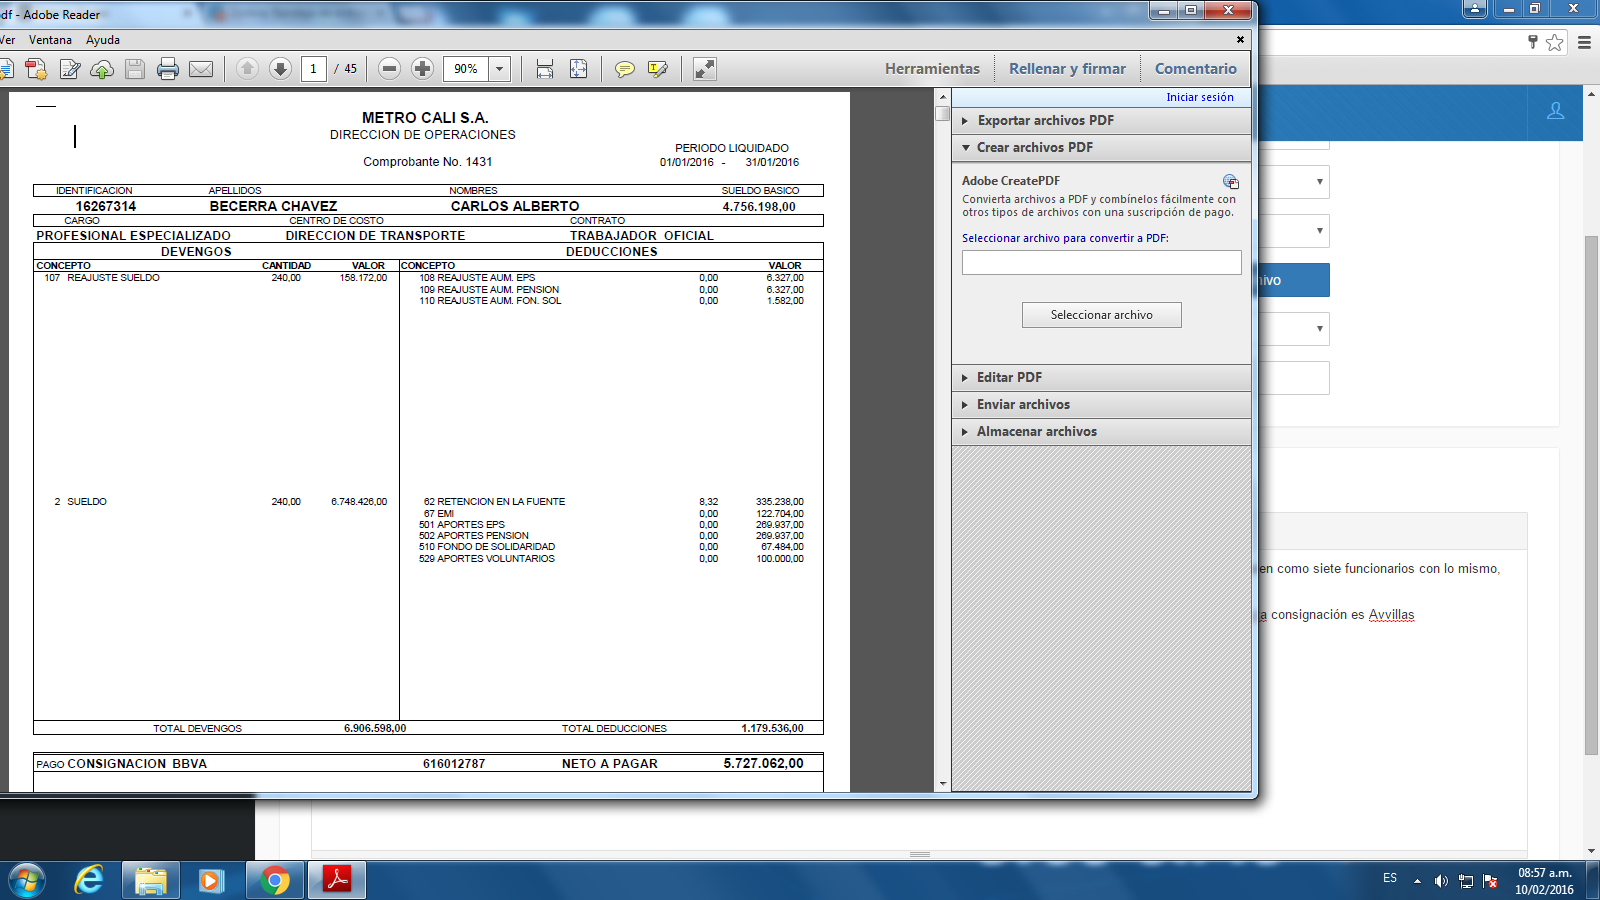 df - Adobe Reader
Ver Ventana Ayuda
1 / 45 90% Herramientas Rellenar y firmar Comentario
Iniciar sesión
Exportar archivos PDF
Crear archivos PDF
Adobe CreatePDF
Convierta archivos a PDF y combínelos fácilmente con
otros tipos de archivos con una suscripción de pago.
Seleccionar archivo para convertir a PDF:
Seleccionar archivo
Editar PDF
Enviar archivos
Almacenar archivos
METRO CALI S.A.
DIRECCION DE OPERACIONES
PERIODO LIQUIDADO
Comprobante No. 1431 01/01/2016 - 31/01/2016
IDENTIFICACION APELLIDOS NOMBRES SUELDO BASICO
16267314 BECERRA CHAVEZ CARLOS ALBERTO 4.756.198,00
CARGO CENTRO DE COSTO CONTRATO
PROFESIONAL ESPECIALIZADO DIRECCION DE TRANSPORTE TRABAJADOR OFICIAL
DEVENGOS DEDUCCIONES
CONCEPTO CANTIDAD VALOR CONCEPTO VALOR
107 REAJUSTE SUELDO 240,00 158.172,00 108 REAJUSTE AUM. EPS 0,00 6.327,00
109 REAJUSTE AUM. PENSION 0,00 6.327,00
110 REAJUSTE AUM. FON. SOL 0,00 1.582,00
2 SUELDO 240,00 6.748.426,00 62 RETENCION EN LA FUENTE 8,32 335.238,00
67 EMI 0,00 122.704,00
501 APORTES EPS 0,00 269.937,00
502 APORTES PENSION 0,00 269.937,00
510 FONDO DE SOLIDARIDAD 0,00 67.484,00
529 APORTES VOLUNTARIOS 0,00 100.000,00
TOTAL DEVENGOS 6.906.598,00 TOTAL DEDUCCIONES 1.179.536,00
PAGO CONSIGNACION BBVA 616012787 NETO A PAGAR 5.727.062,00
ivo
en como siete funcionarios con lo mismo,
a consignación es Avvillas
ES 08:57 a.m.
10/02/2016